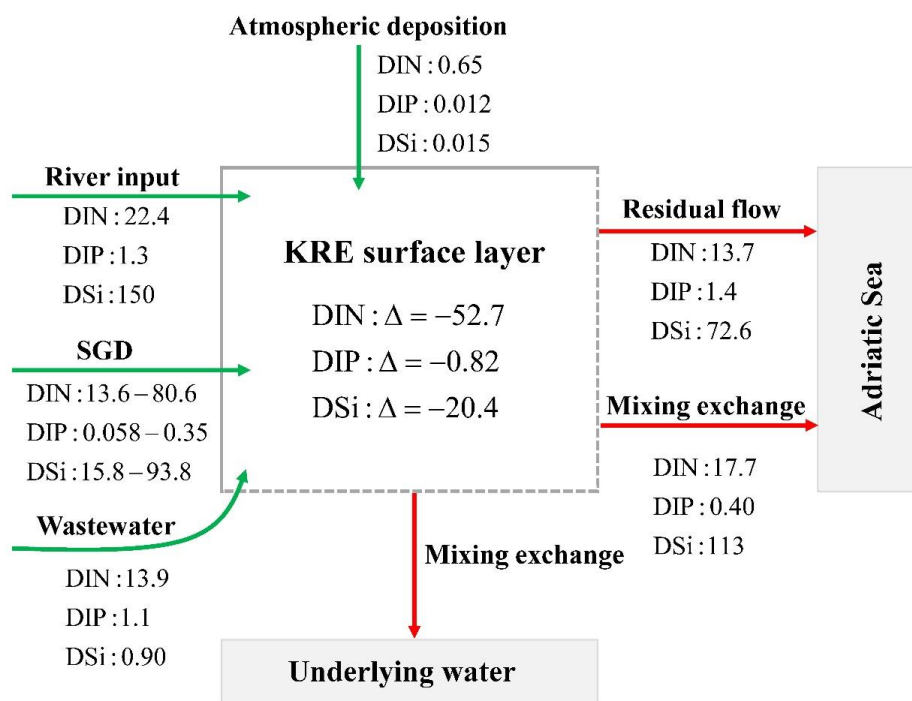 Atmospheric deposition
DIN : 0.65
DIP : 0.012
DSi : 0.015
River input
DIN : 22.4
DIP : 1.3
DSi : 150
SGD
DIN : 13.6 – 80.6
DIP : 0.058 – 0.35
DSi : 15.8 – 93.8
Wastewater
DIN : 13.9
DIP : 1.1
DSi : 0.90
KRE surface layer
DIN : Δ = −52.7
DIP : Δ = −0.82
DSi : Δ = −20.4
Residual flow
DIN : 13.7
DIP : 1.4
DSi : 72.6
Mixing exchange
DIN : 17.7
DIP : 0.40
DSi : 113
Adriatic Sea
Mixing exchange
Underlying water